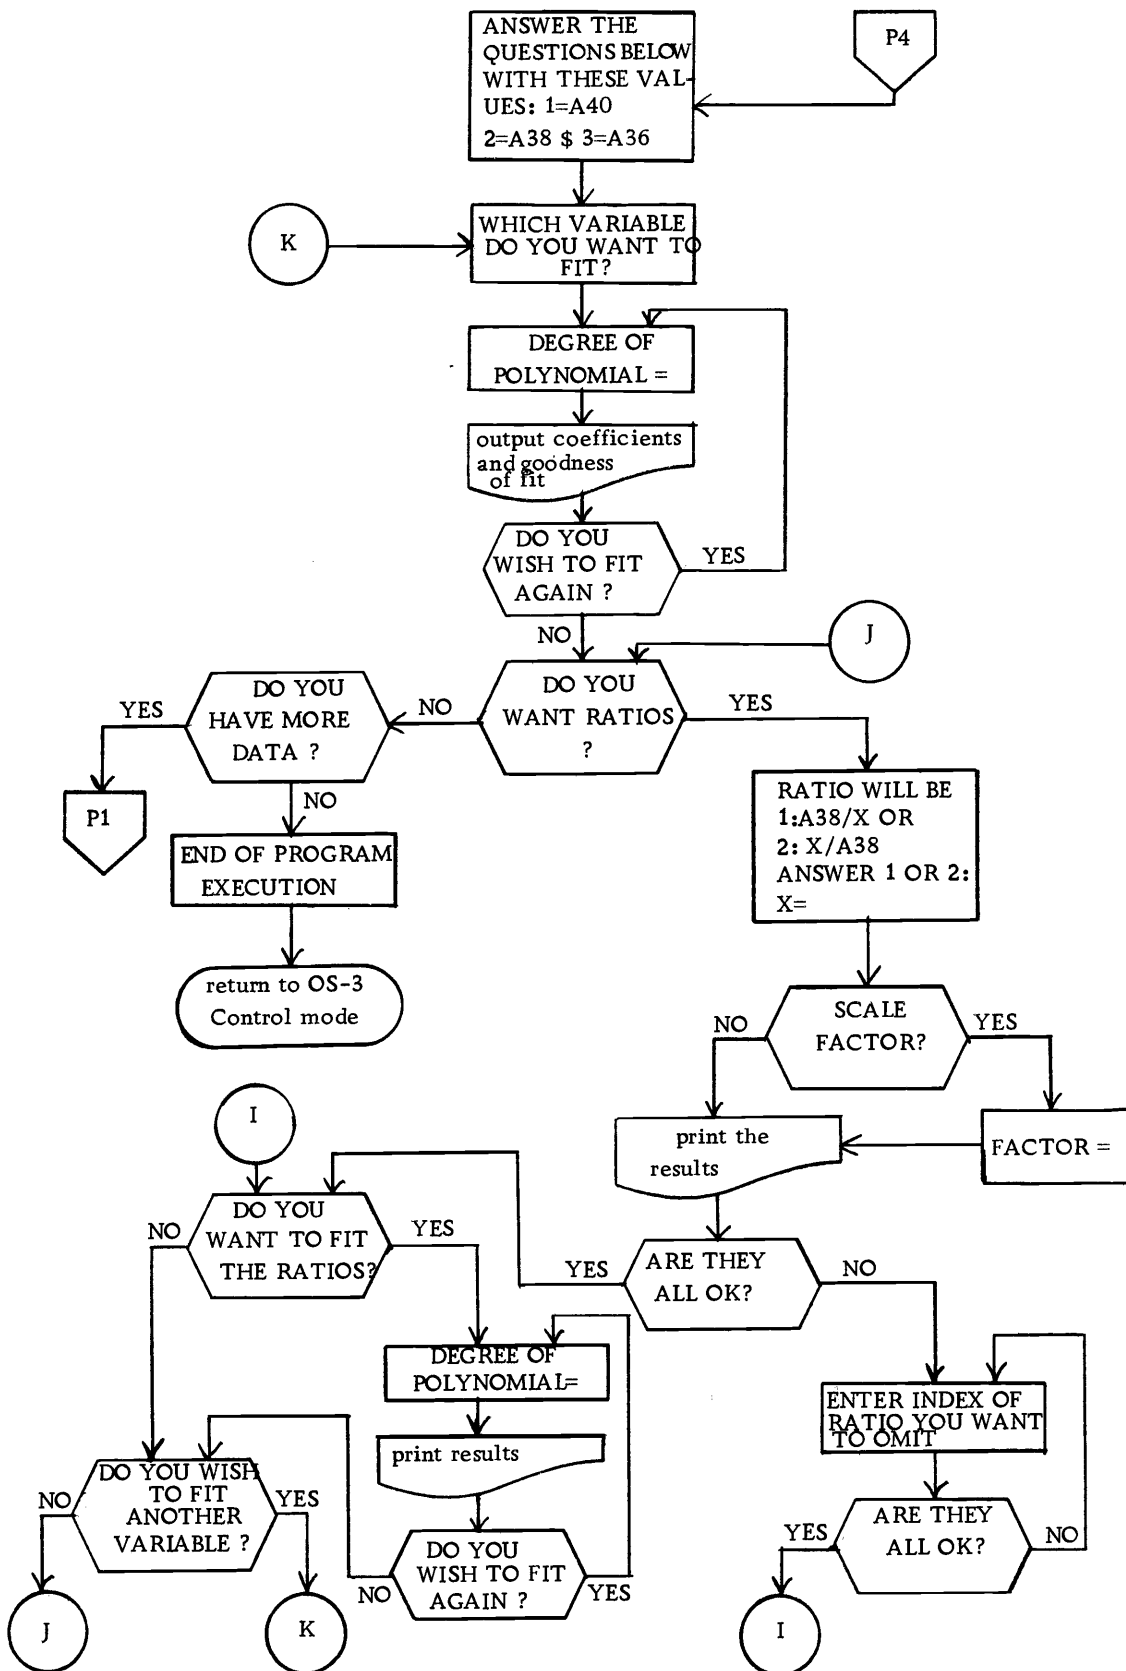 ANSWER THE
QUESTIONS BELOW
WITH THESE VAL-
UES: 1=A40
2=A38 $ 3=A36
P4
K
WHICH VARIABLE
DO YOU WANT TO
FIT?
DEGREE OF
POLYNOMIAL =
output coefficients
and goodness
of fit
DO YOU
WISH TO FIT
AGAIN ?
YES
NO
J
DO YOU
WANT RATIOS
?
NO
YES
DO YOU
HAVE MORE
DATA ?
YES
P1
NO
END OF PROGRAM
EXECUTION
return to OS-3
Control mode
RATIO WILL BE
1:A38/X OR
2: X/A38
ANSWER 1 OR 2:
X=
SCALE
FACTOR?
NO
YES
FACTOR =
print the
results
ARE THEY
ALL OK?
YES
NO
I
DO YOU
WANT TO FIT
THE RATIOS?
NO
YES
DEGREE OF
POLYNOMIAL=
print results
DO YOU
WISH TO FIT
AGAIN ?
NO
YES
DO YOU WISH
TO FIT
ANOTHER
VARIABLE ?
NO
YES
J
K
ENTER INDEX OF
RATIO YOU WANT
TO OMIT
ARE THEY
ALL OK?
YES
NO
I